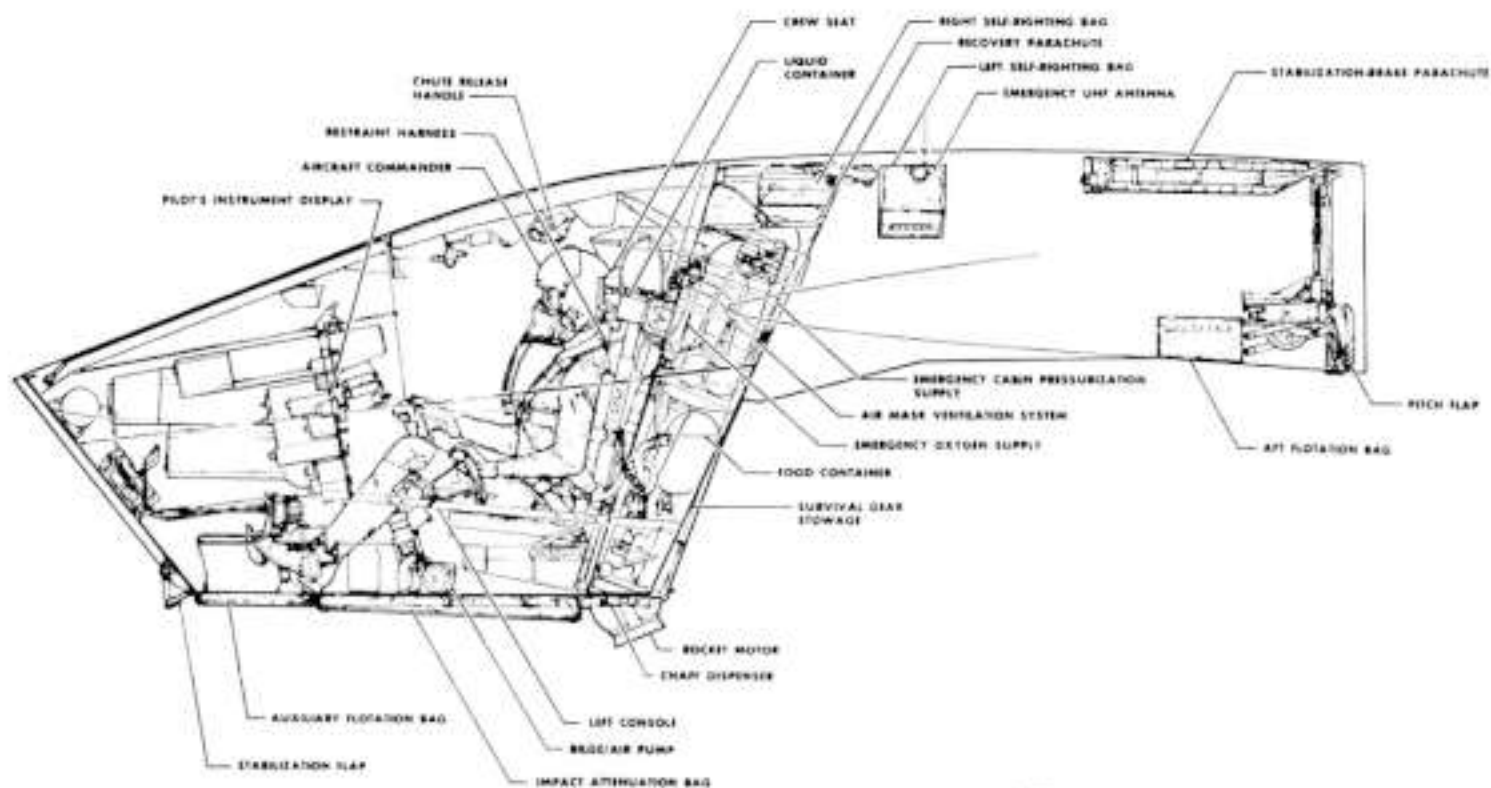 CREW SEAT
RIGHT SELF-RIGHTING BAG
RECOVERY PARACHUTE
LIQUID
CONTAINER
LEFT SELF-RIGHTING BAG
STABILIZATION-BRAKE PARACHUTE
CHUTE RELEASE
HANDLE
EMERGENCY UHF ANTENNA
RESTRAINT HARNESS
AIRCRAFT COMMANDER
PILOT'S INSTRUMENT DISPLAY
EMERGENCY CABIN PRESSURIZATION
SUPPLY
PITCH FLAP
AIR MASK VENTILATION SYSTEM
EMERGENCY OXYGEN SUPPLY
AFT FLOTATION BAG
FOOD CONTAINER
SURVIVAL GEAR
STOWAGE
ROCKET MOTOR
CHAFF DISPENSER
AUXILIARY FLOTATION BAG
LEFT CONSOLE
BILGE/AIR PUMP
STABILIZATION FLAP
IMPACT ATTENUATION BAG